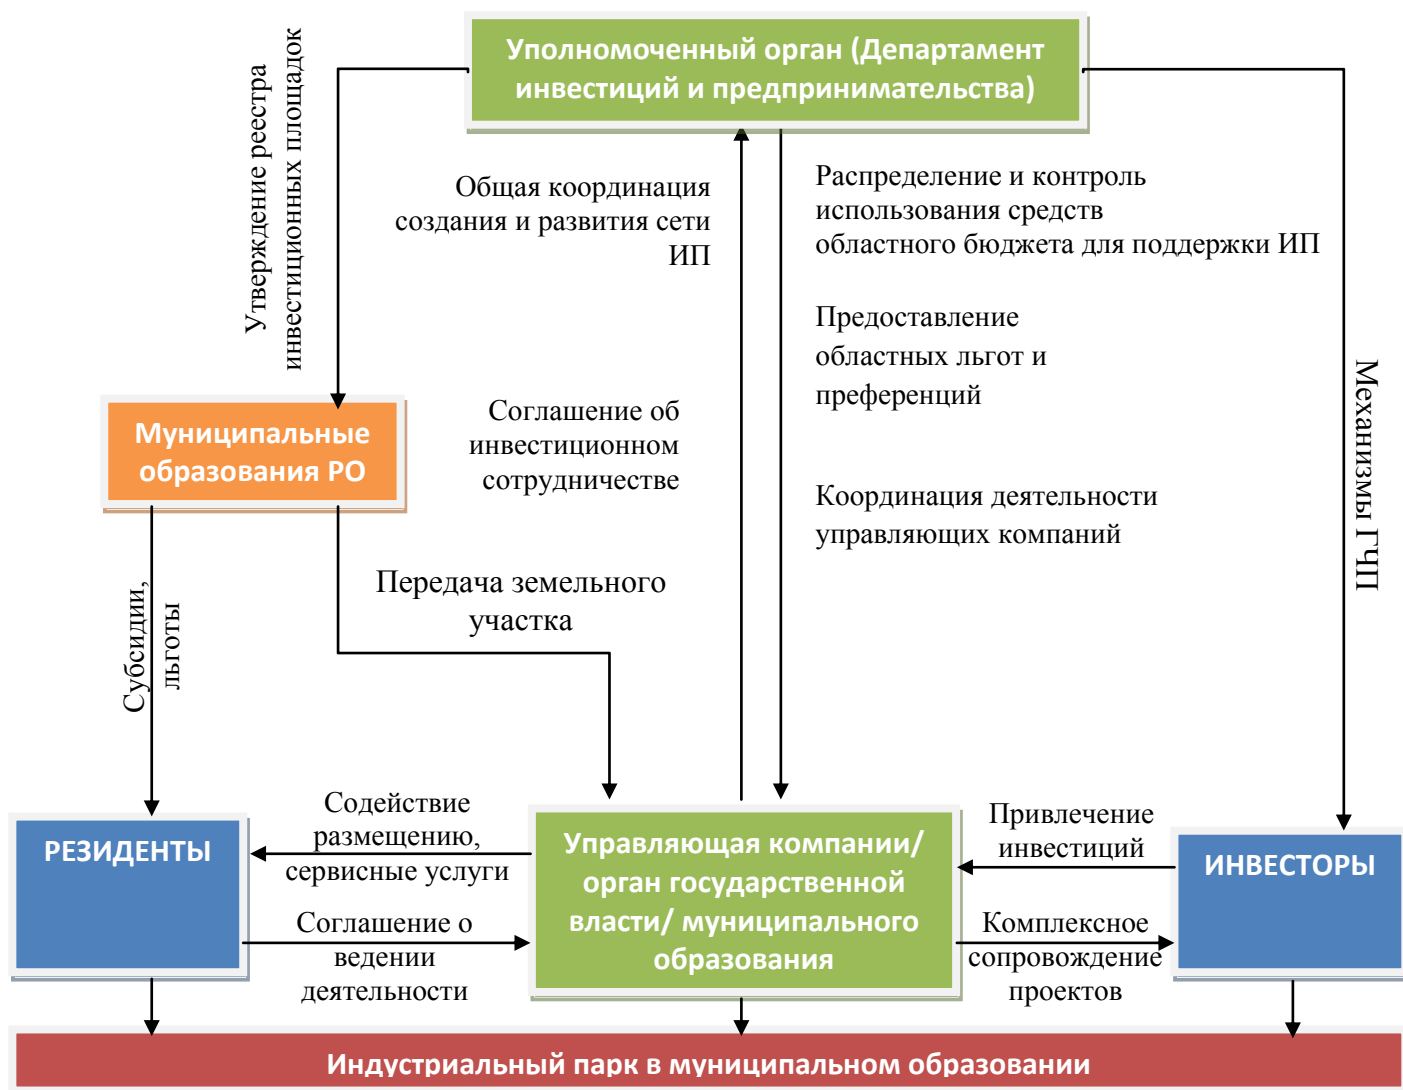 Уполномоченный орган (Департамент
инвестиций и предпринимательства)
Утверждение реестра
инвестиционных площадок
Общая координация
создания и развития сети
ИП
Распределение и контроль
использования средств
областного бюджета для поддержки ИП
Предоставление
областных льгот и
преференций
Механизмы ГЧП
Муниципальные
образования РО
Соглашение об
инвестиционном
сотрудничестве
Координация деятельности
управляющих компаний
Передача земельного
участка
Субсидии,
льготы
РЕЗИДЕНТЫ
Содействие
размещению,
сервисные услуги
Соглашение о
ведении
деятельности
Управляющая компании/
орган государственной
власти/ муниципального
образования
Привлечение
инвестиций
Комплексное
сопровождение
проектов
ИНВЕСТОРЫ
Индустриальный парк в муниципальном образовании